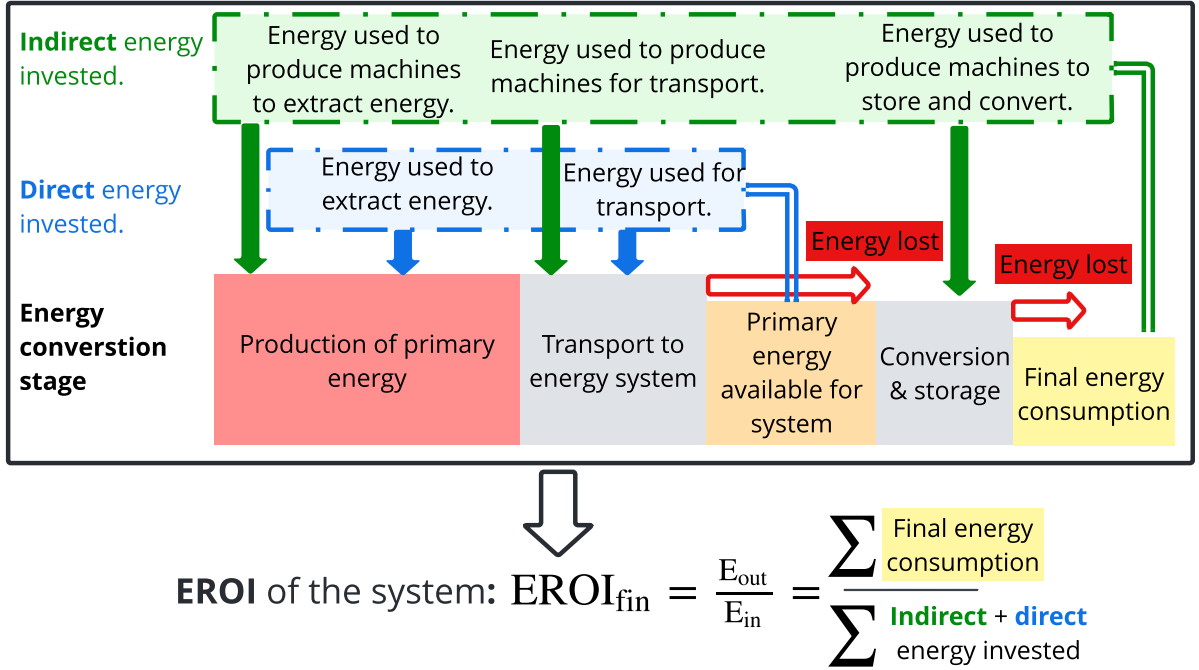 Indirect energy
invested.
Energy used to
produce machines
to extract energy.
Energy used to produce
machines for transport.
Energy used to
produce machines to
store and convert.
Direct energy
invested.
Energy used to
extract energy.
Energy used for
transport.
Energy lost
Energy lost
Energy
converstion
stage
Production of primary
energy
Transport to
energy system
Primary
energy
available for
system
Conversion
& storage
Final energy
consumption
EROI of the system: EROI_fin = E_out / E_in = ∑ Final energy
consumption
∑ Indirect + direct
energy invested